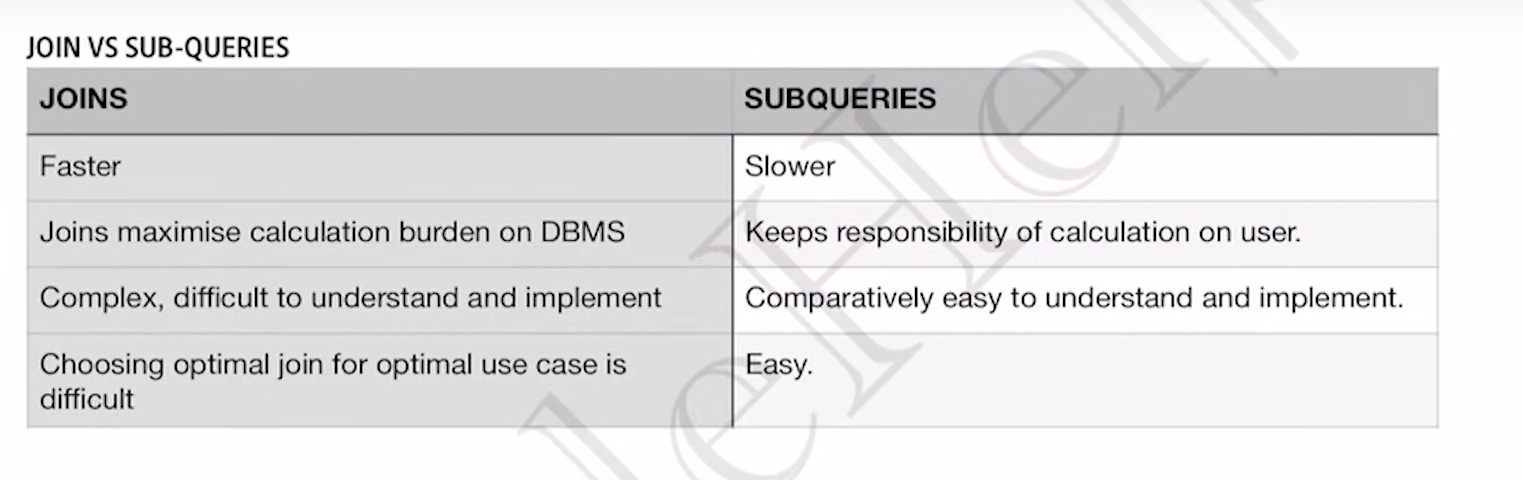 JOIN VS SUB-QUERIES
JOINS
SUBQUERIES
Faster
Slower
Joins maximise calculation burden on DBMS
Keeps responsibility of calculation on user.
Complex, difficult to understand and implement
Comparatively easy to understand and implement.
Choosing optimal join for optimal use case is
difficult
Easy.